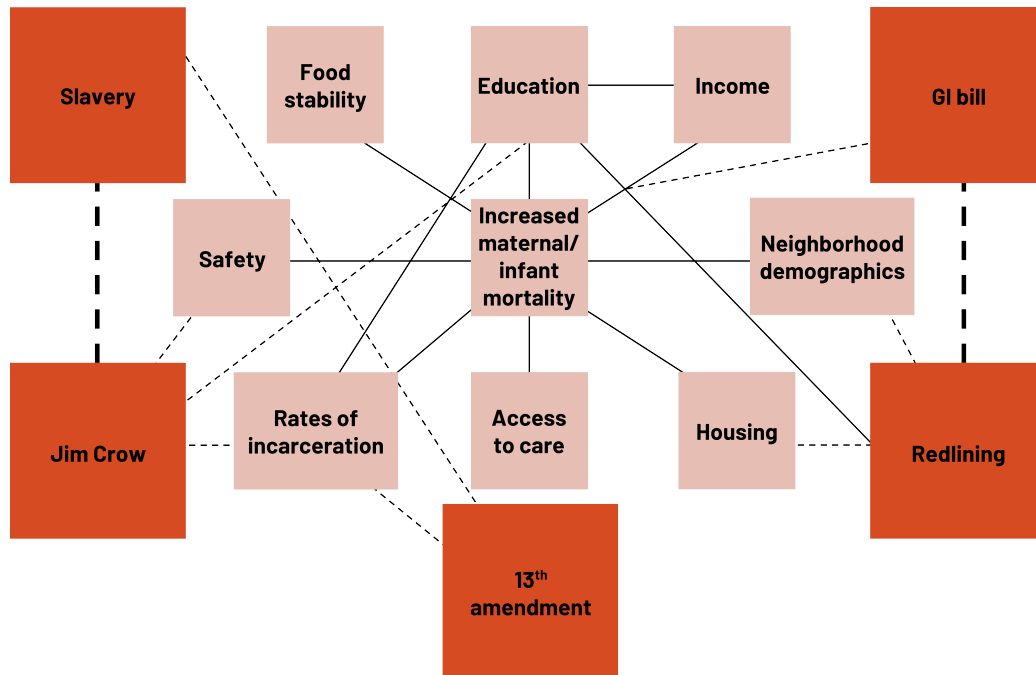 Slavery
Food
stability
Education
Income
GI bill
Safety
Increased
maternal/
infant
mortality
Neighborhood
demographics
Jim Crow
Rates of
incarceration
Access
to care
Housing
Redlining
13th
amendment